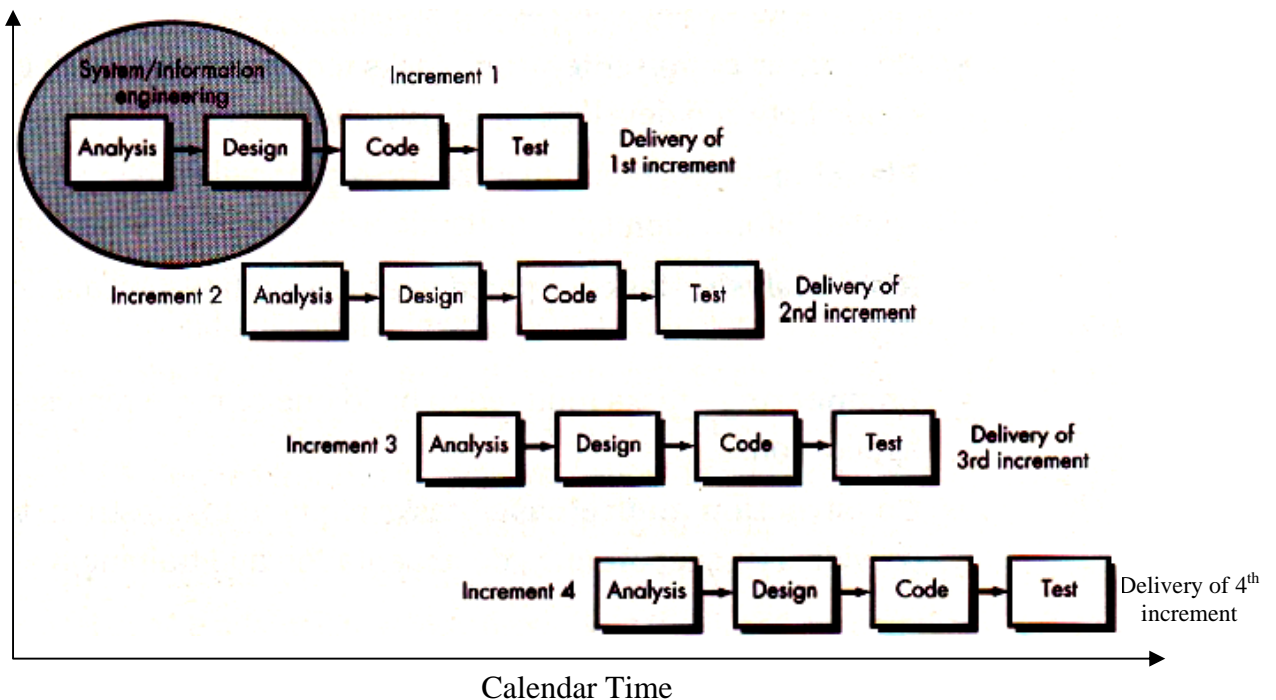 System/information
engineering
Increment 1
Analysis
Design
Code
Test
Delivery of
1st increment
Increment 2
Analysis
Design
Code
Test
Delivery of
2nd increment
Increment 3
Analysis
Design
Code
Test
Delivery of
3rd increment
Increment 4
Analysis
Design
Code
Test
Delivery of 4th
increment
Calendar Time